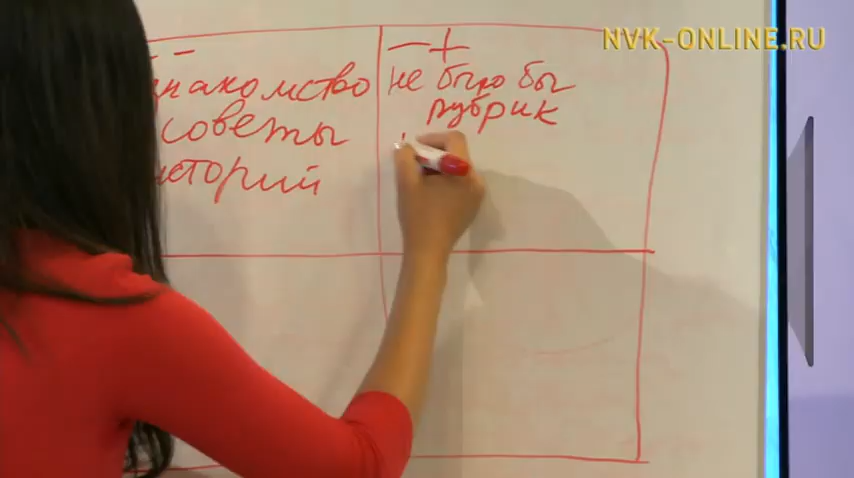 NVK-ONLINE.RU
знакомство
советы
историй
- +
не было бы
рубрик